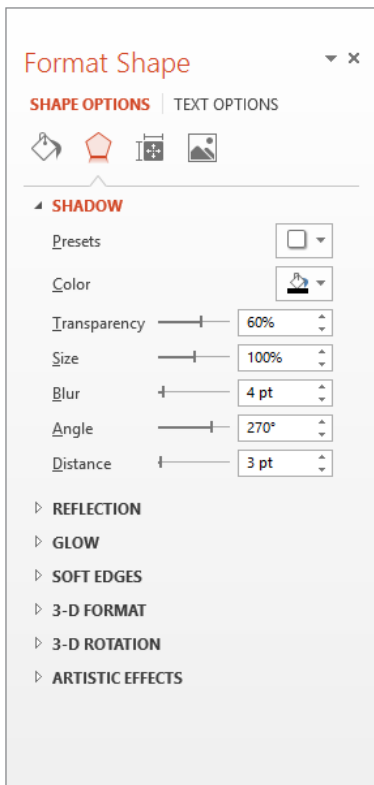 Format Shape
SHAPE OPTIONS TEXT OPTIONS
SHADOW
Presets
Color
Transparency 60%
Size 100%
Blur 4 pt
Angle 270°
Distance 3 pt
REFLECTION
GLOW
SOFT EDGES
3-D FORMAT
3-D ROTATION
ARTISTIC EFFECTS